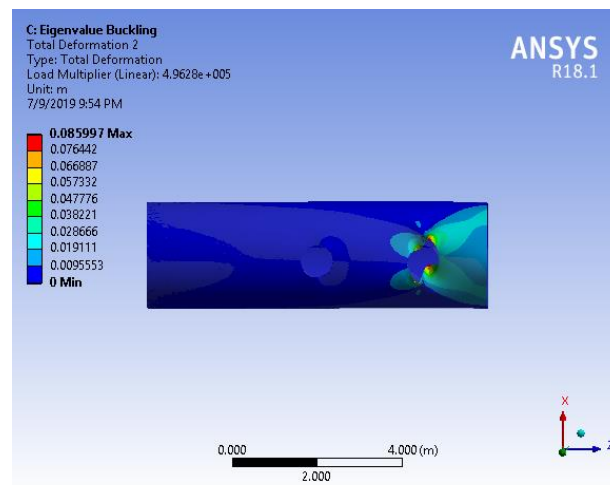 C: Eigenvalue Buckling
Total Deformation 2
Type: Total Deformation
Load Multiplier (Linear): 4.9628e+005
Unit: m
7/9/2019 9:54 PM
ANSYS
R18.1
0.085997 Max
0.076442
0.066887
0.057332
0.047776
0.038221
0.028666
0.019111
0.0095553
0 Min
X
Z
0.000
4.000 (m)
2.000